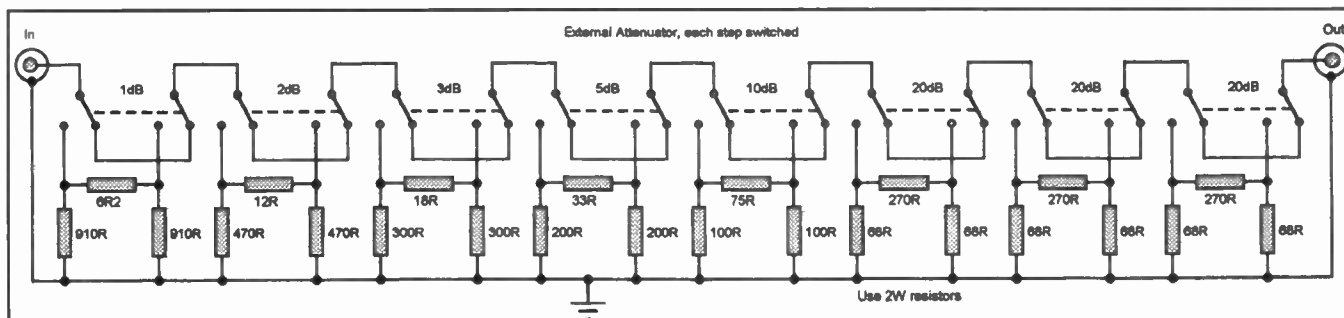 External Attenuator, each step switched
In
Out
1dB 2dB 3dB 5dB 10dB 20dB 20dB 20dB
6R2 12R 18R 33R 75R 270R 270R 270R
910R 910R 470R 470R 300R 300R 200R 200R 100R 100R 68R 68R 68R 68R 68R 68R
Use 2W resistors